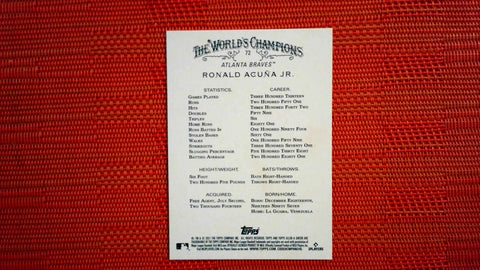 THE WORLD'S CHAMPIONS
72
ATLANTA BRAVES™
RONALD ACUÑA JR.
STATISTICS. CAREER.
GAMES PLAYED THREE HUNDRED THIRTEEN
RUNS TWO HUNDRED FIFTY ONE
HITS THREE HUNDRED FORTY TWO
DOUBLES FIFTY NINE
TRIPLES SIX
HOME RUNS EIGHTY ONE
RUNS BATTED IN ONE HUNDRED NINETY FOUR
STOLEN BASES SIXTY ONE
WALKS ONE HUNDRED FIFTY NINE
STRIKEOUTS THREE HUNDRED SEVENTY ONE
SLUGGING PERCENTAGE FIVE HUNDRED THIRTY EIGHT
BATTING AVERAGE TWO HUNDRED EIGHTY ONE
HEIGHT/WEIGHT. BATS/THROWS.
SIX FOOT BATS RIGHT-HANDED
TWO HUNDRED FIVE POUNDS THROWS RIGHT-HANDED
ACQUIRED. BORN/HOME.
FREE AGENT, JULY SECOND, BORN: DECEMBER EIGHTEENTH,
TWO THOUSAND FOURTEEN NINETEEN NINETY SEVEN
HOME: LA GUAIRA, VENEZUELA
Topps